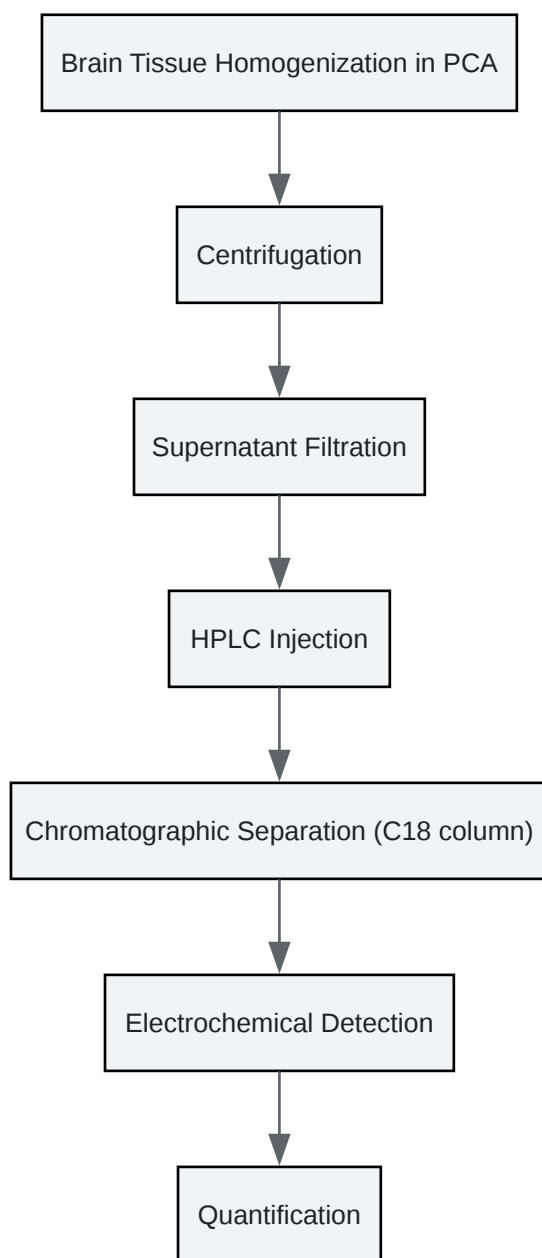 Brain Tissue Homogenization in PCA
Centrifugation
Supernatant Filtration
HPLC Injection
Chromatographic Separation (C18 column)
Electrochemical Detection
Quantification